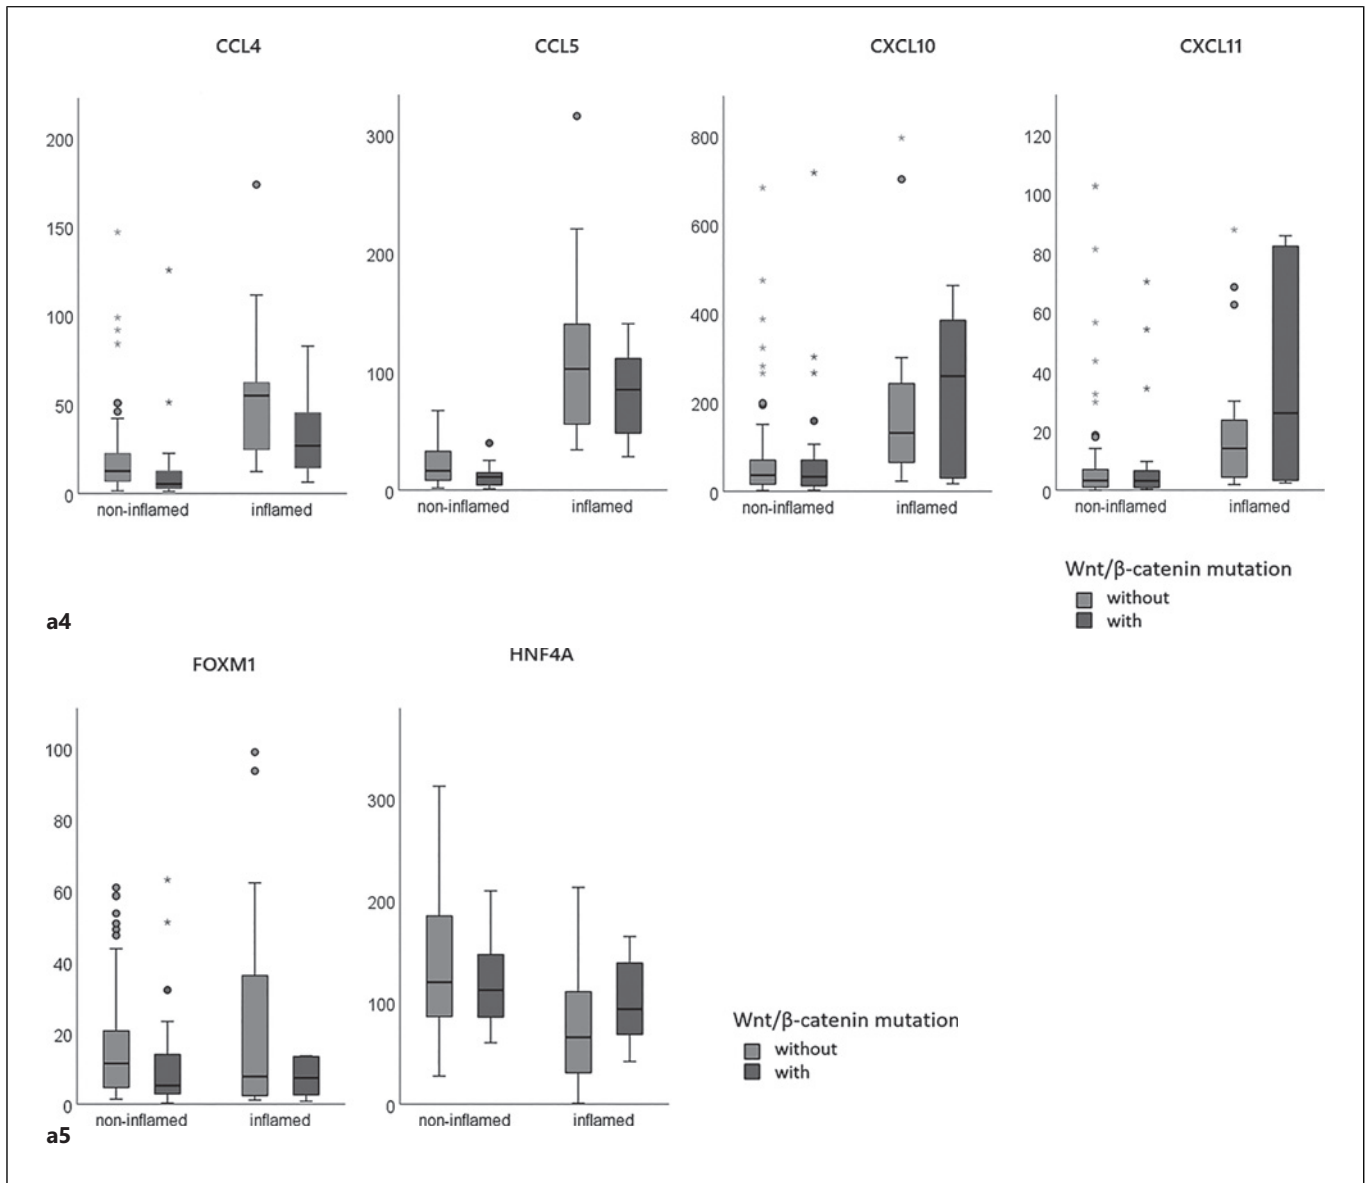 CCL4 CCL5 CXCL10 CXCL11
200
150
100
50
0
non-inflamed inflamed
300
200
100
0
non-inflamed inflamed
800
600
400
200
0
non-inflamed inflamed
120
100
80
60
40
20
0
non-inflamed inflamed
Wnt/β-catenin mutation
without
with
a4
FOXM1 HNF4A
100
80
60
40
20
0
non-inflamed inflamed
300
200
100
0
non-inflamed inflamed
Wnt/β-catenin mutation
without
with
a5